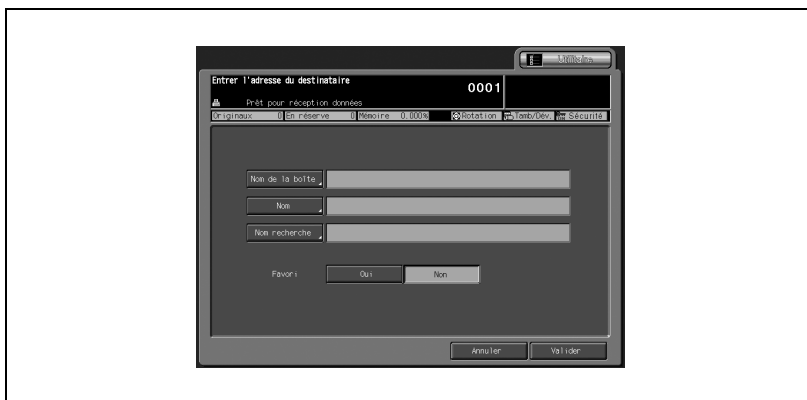 Utilitaire
Entrer l'adresse du destinataire
0001
Prêt pour réception données
Originaux 0 En réserve 0 Mémoire 0.000% Rotation Tamb/Dév. Sécurité
Nom de la boîte
Nom
Nom recherche
Favori Oui Non
Annuler Valider